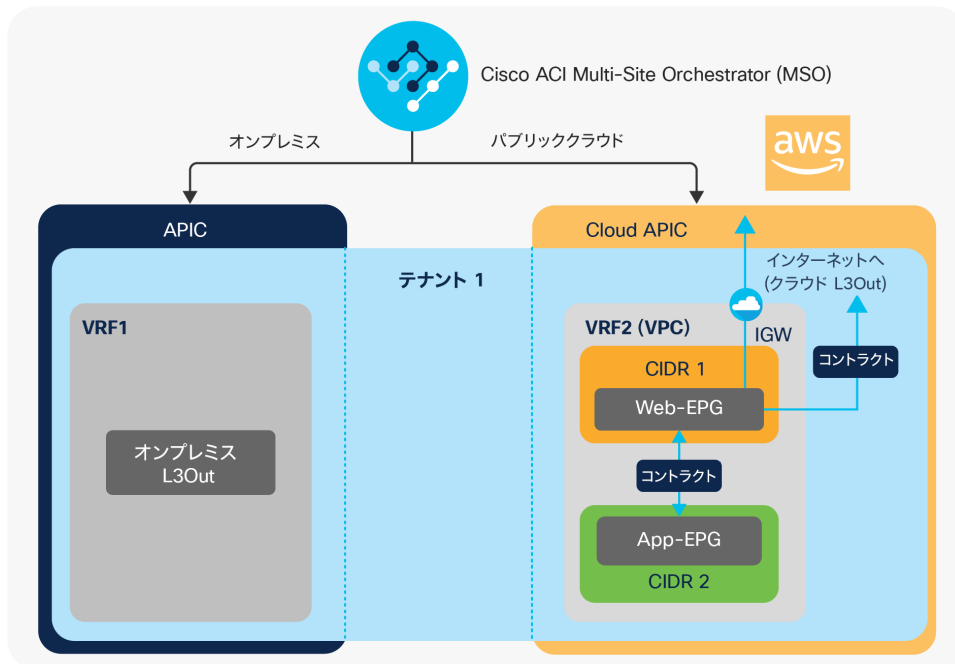 Cisco ACI Multi-Site Orchestrator (MSO)
オンプレミス
パブリッククラウド
aws
APIC
Cloud APIC
テナント 1
インターネットへ
(クラウド L3Out)
VRF1
VRF2 (VPC)
IGW
コントラクト
CIDR 1
Web-EPG
オンプレミス
L3Out
コントラクト
App-EPG
CIDR 2